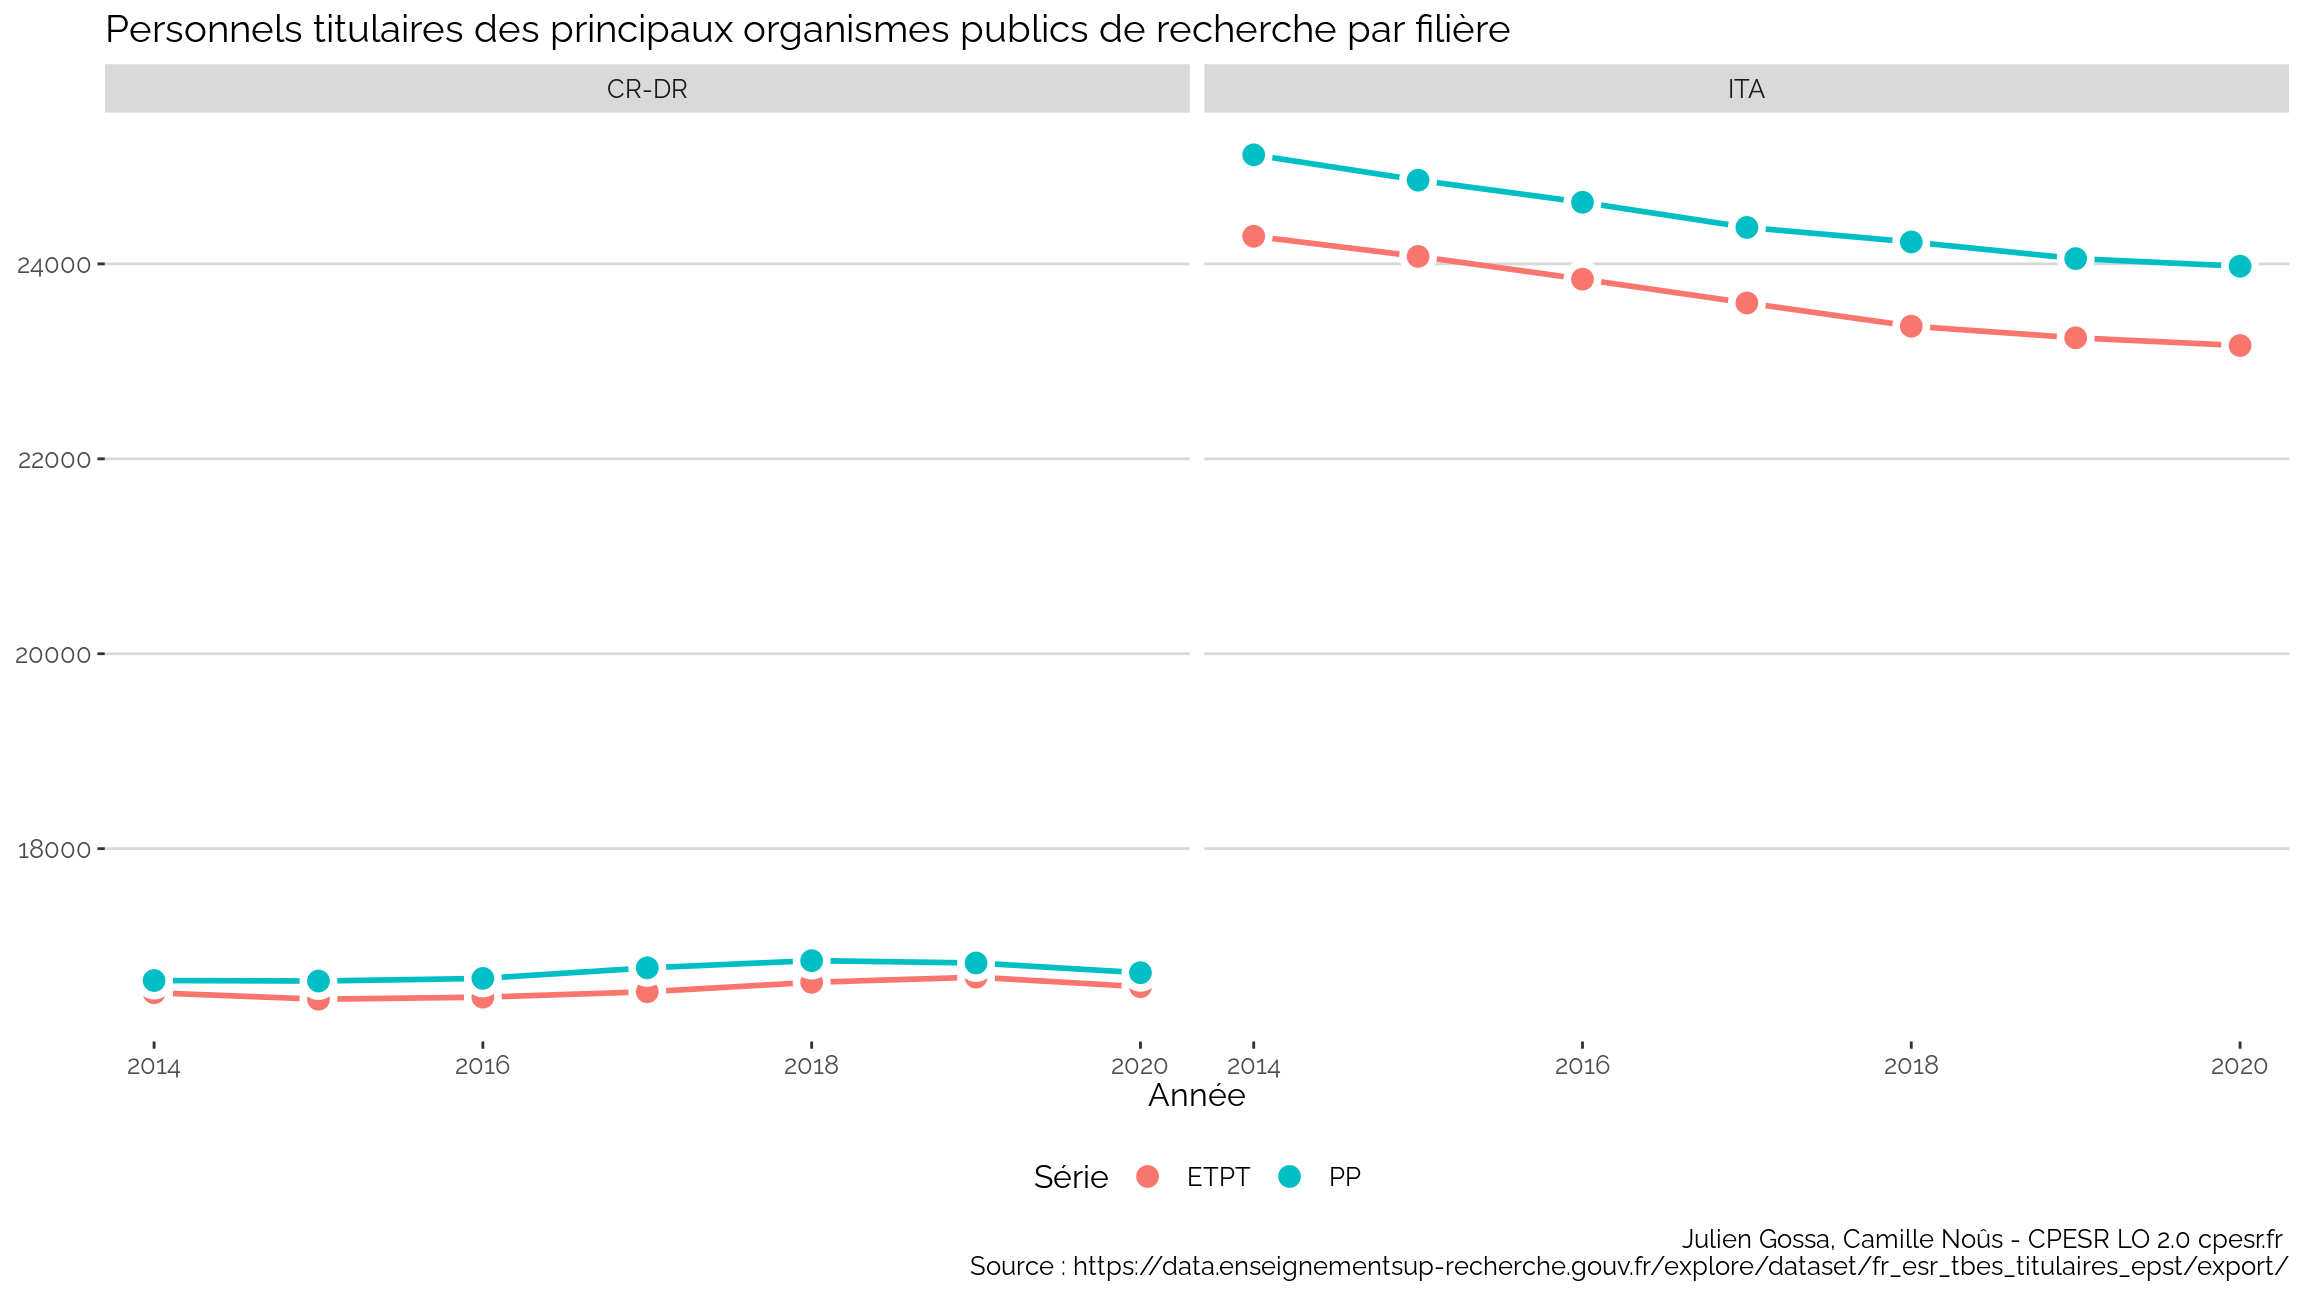 Personnels titulaires des principaux organismes publics de recherche par filière
CR-DR
ITA
24000
22000
20000
18000
2014 2016 2018 2020
2014 2016 2018 2020
Année
Série ETPT PP
Julien Gossa, Camille Noûs - CPESR LO 2.0 cpesr.fr
Source : https://data.enseignementsup-recherche.gouv.fr/explore/dataset/fr_esr_tbes_titulaires_epst/export/